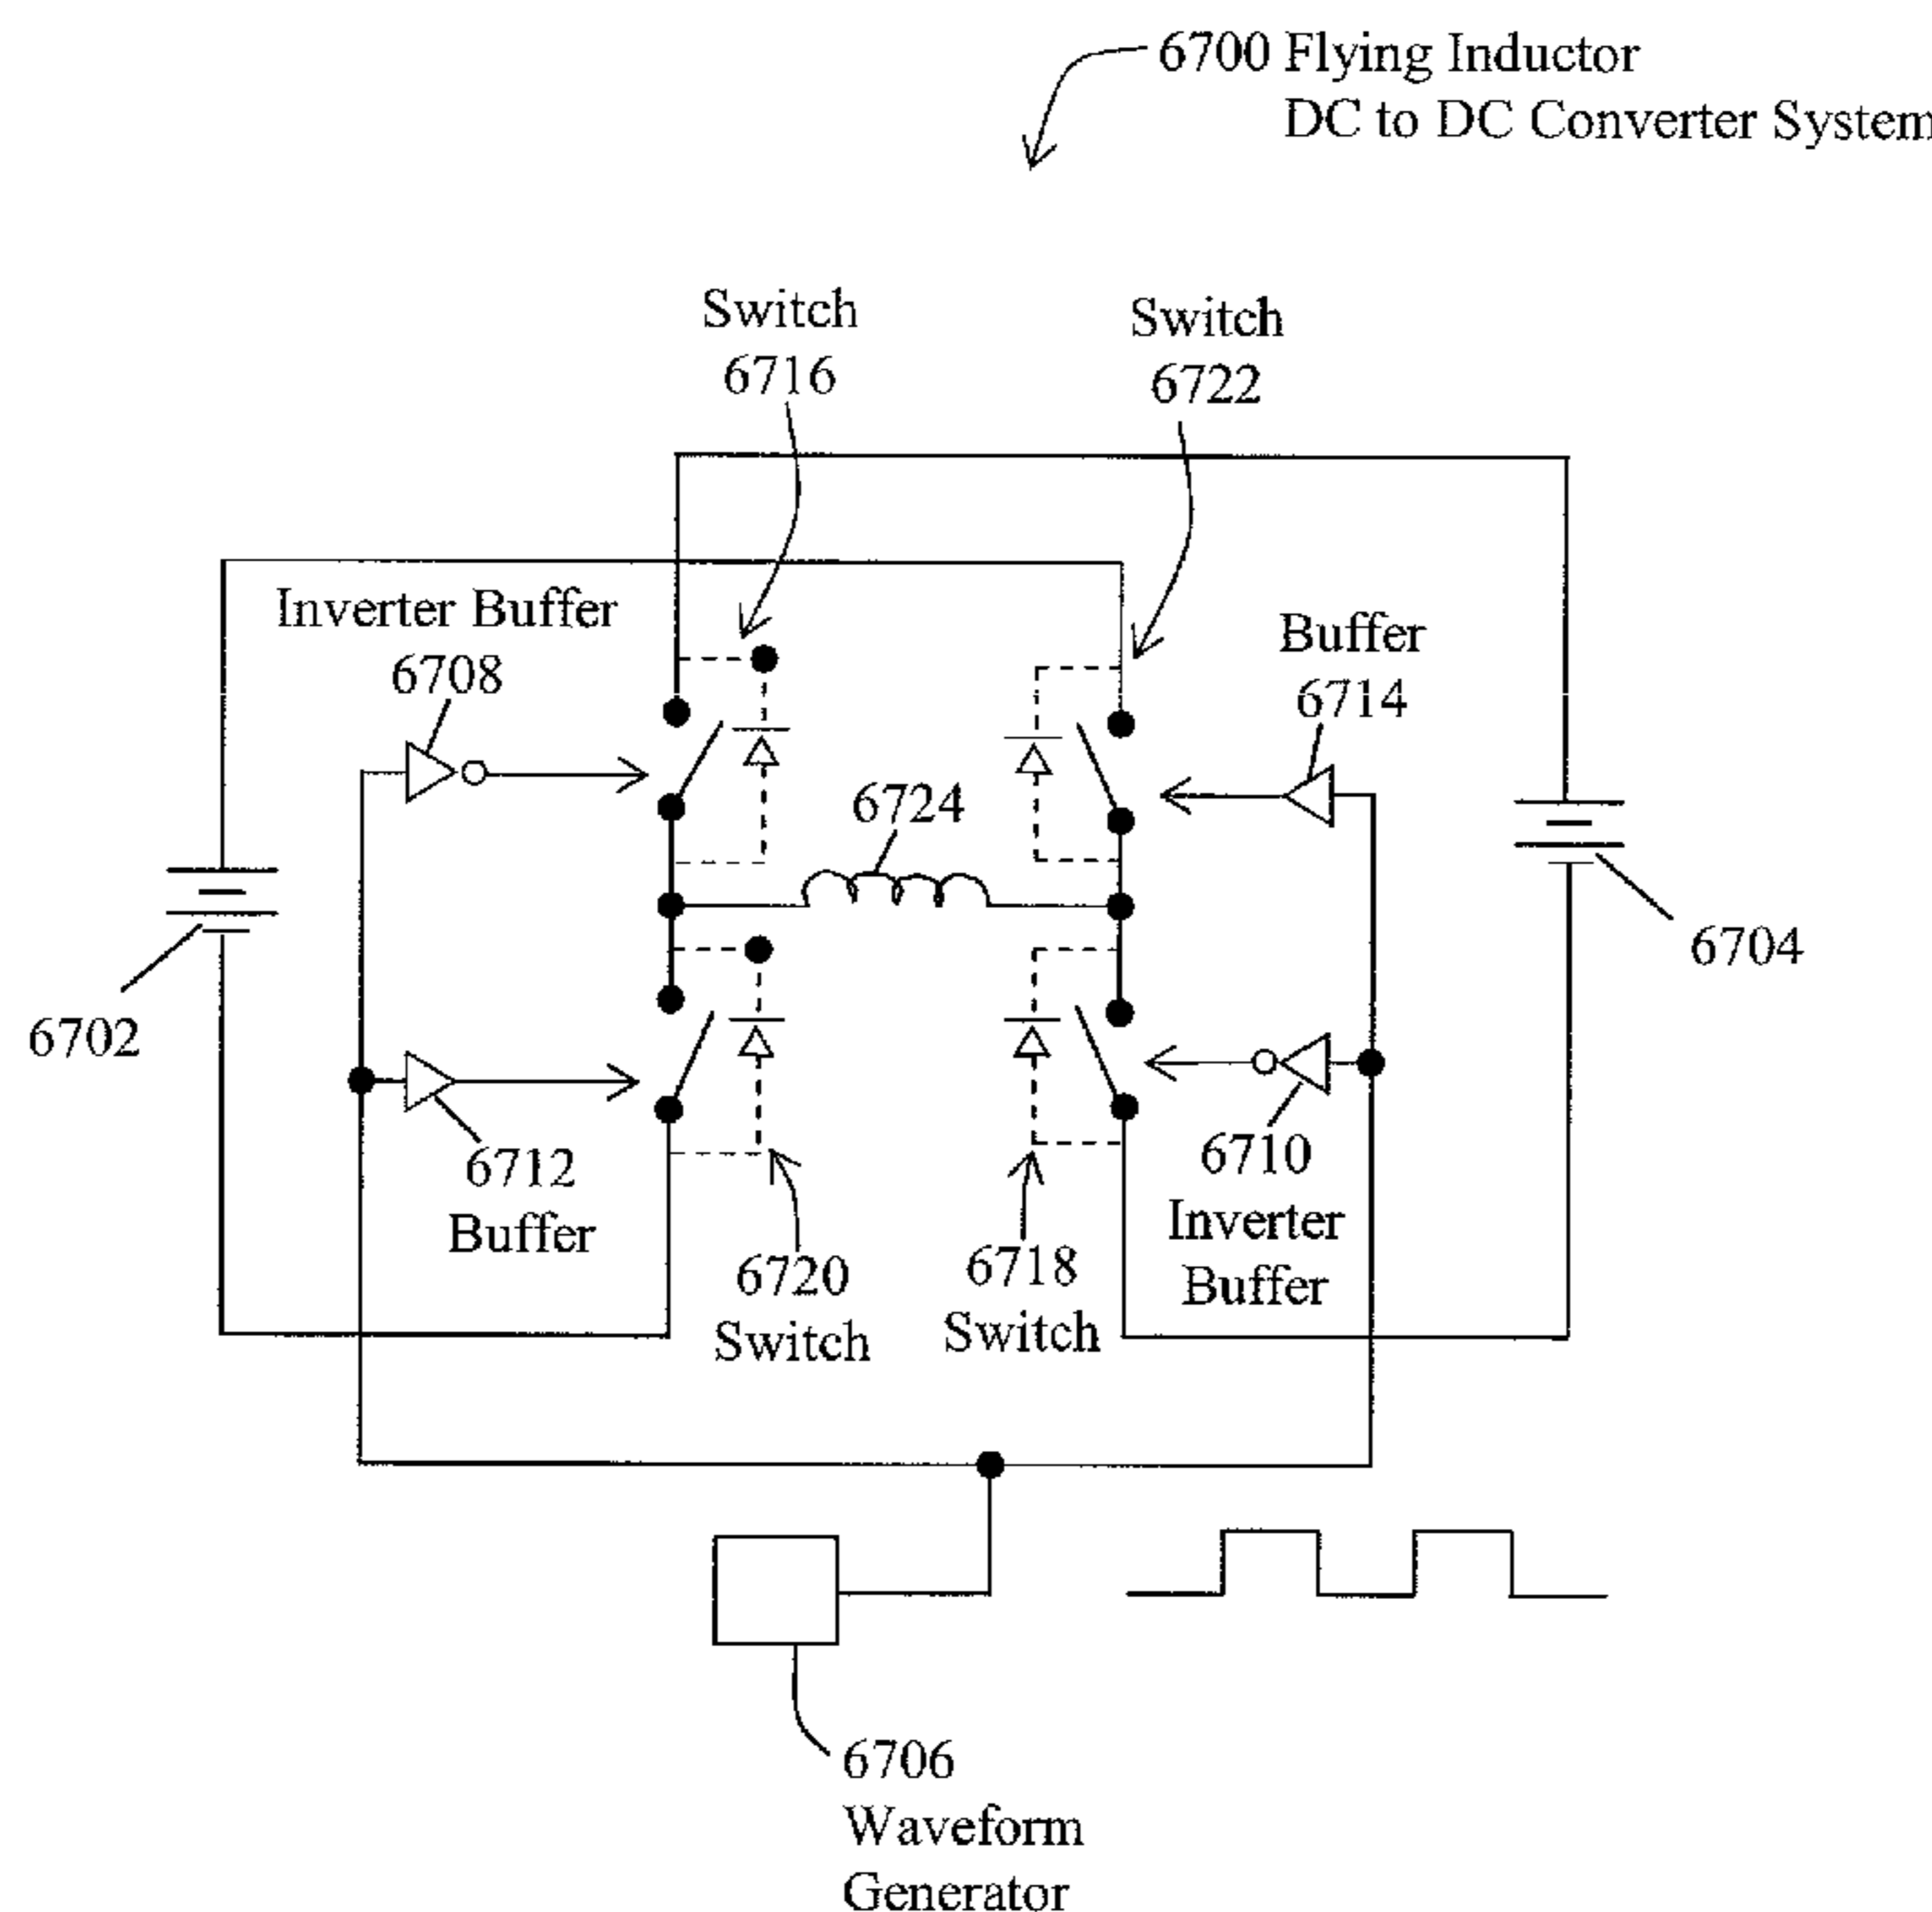 6700 Flying Inductor
DC to DC Converter System
Switch
6716
Switch
6722
Inverter Buffer
6708
Buffer
6714
6724
6702
6704
6712
Buffer
6710
Inverter
Buffer
6720
Switch
6718
Switch
6706
Waveform
Generator